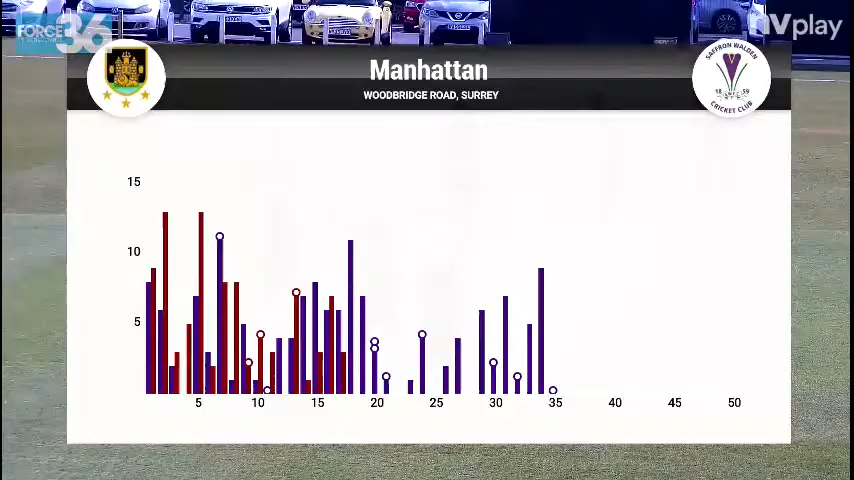 FORCE
36
nvplay
Manhattan
WOODBRIDGE ROAD, SURREY
SAFFRON WALDEN
18 59
CRICKET CLUB
15
10
5
5 10 15 20 25 30 35 40 45 50